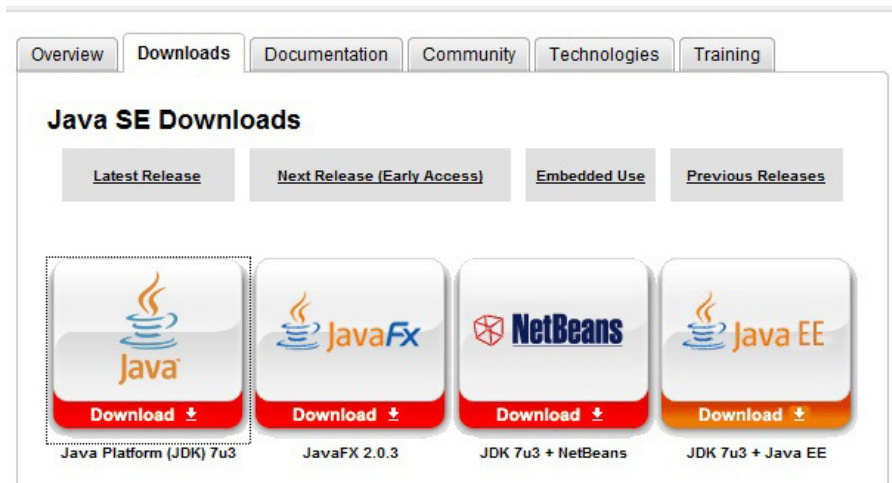 Overview Downloads Documentation Community Technologies Training
Java SE Downloads
Latest Release Next Release (Early Access) Embedded Use Previous Releases
Java JavaFX NetBeans Java EE
Download Download Download Download
Java Platform (JDK) 7u3 JavaFX 2.0.3 JDK 7u3 + NetBeans JDK 7u3 + Java EE